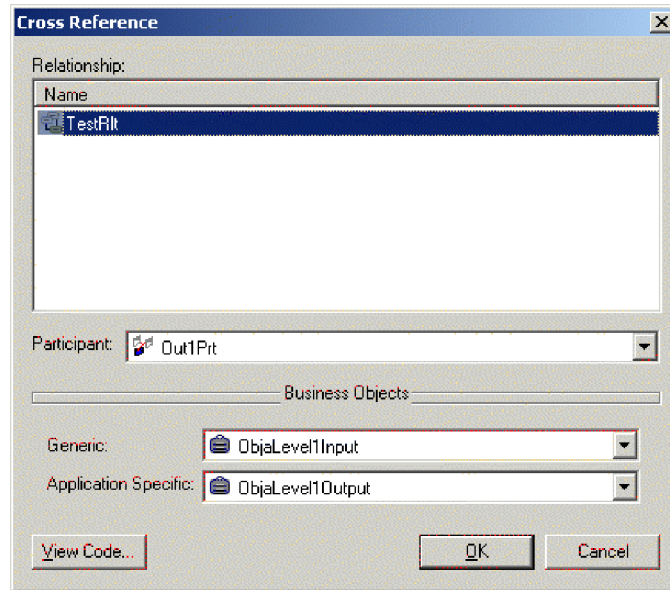 Cross Reference
Relationship:
Name
TestRlt
Participant: Out1Prt
Business Objects
Generic: ObjaLevel1Input
Application Specific: ObjaLevel1Output
View Code... OK Cancel